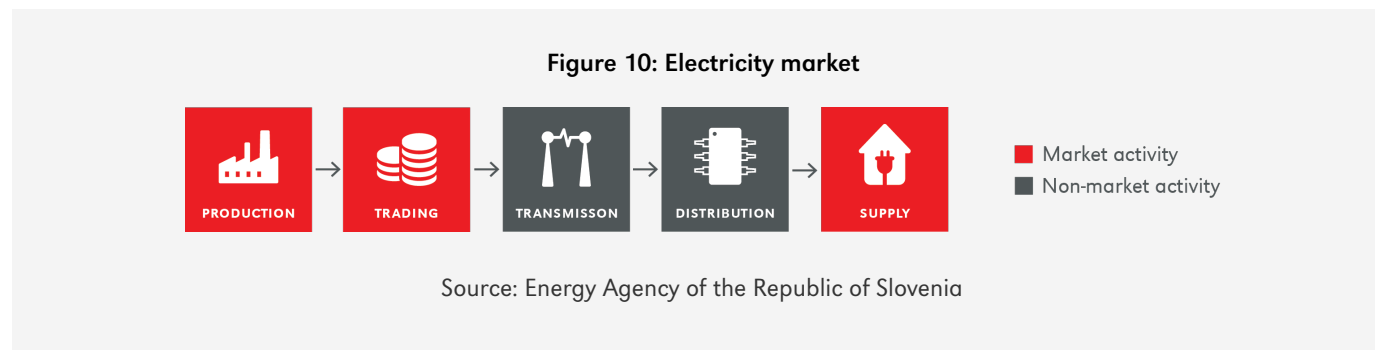 Figure 10: Electricity market
PRODUCTION
TRADING
TRANSMISSON
DISTRIBUTION
SUPPLY
Market activity
Non-market activity
Source: Energy Agency of the Republic of Slovenia